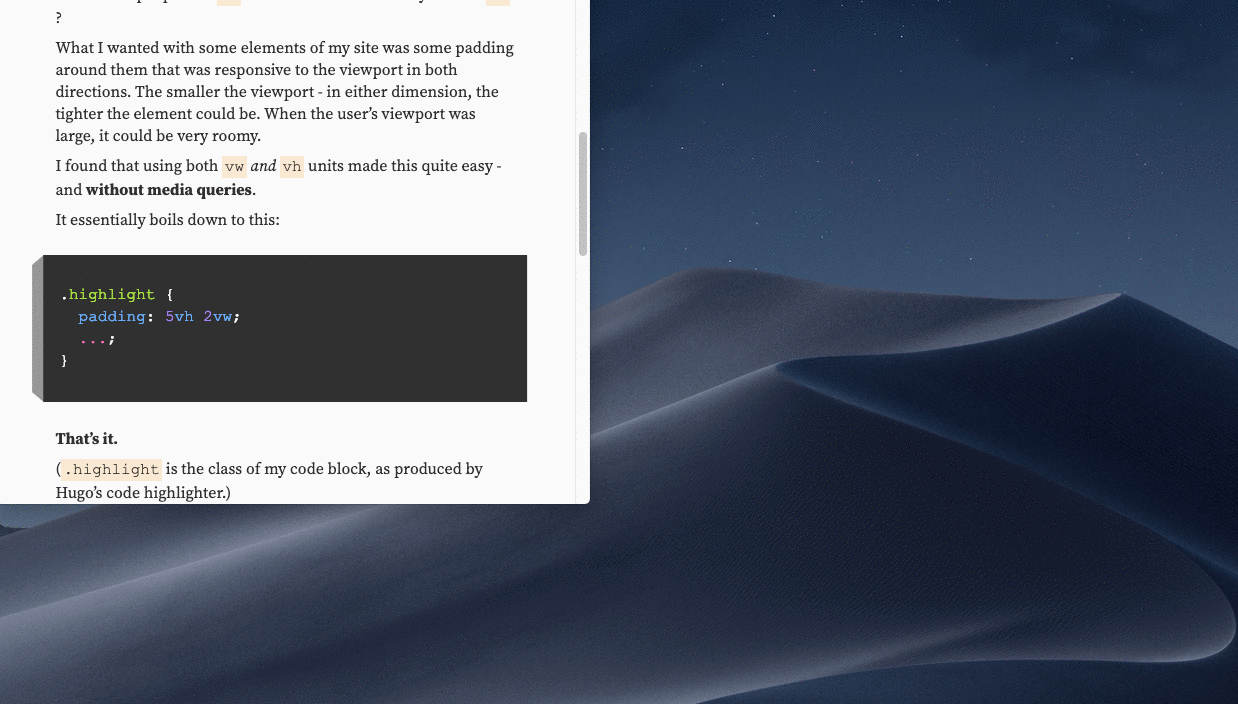 ?
What I wanted with some elements of my site was some padding
around them that was responsive to the viewport in both
directions. The smaller the viewport - in either dimension, the
tighter the element could be. When the user’s viewport was
large, it could be very roomy.
I found that using both vw and vh units made this quite easy -
and without media queries.
It essentially boils down to this:
.highlight {
padding: 5vh 2vw;
...;
}
That’s it.
(.highlight is the class of my code block, as produced by
Hugo’s code highlighter.)